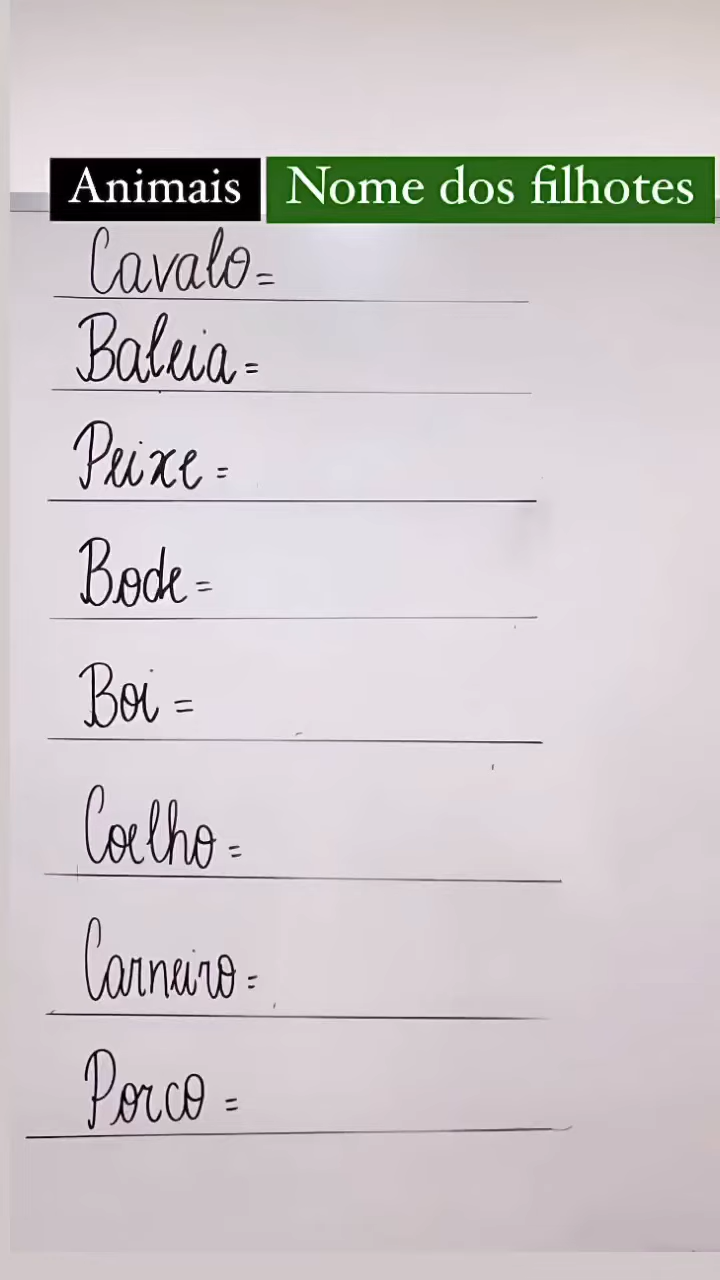 Animais Nome dos filhotes
Cavalo =
Baleia =
Peixe =
Bode =
Boi =
Coelho =
Carneiro =
Porco =